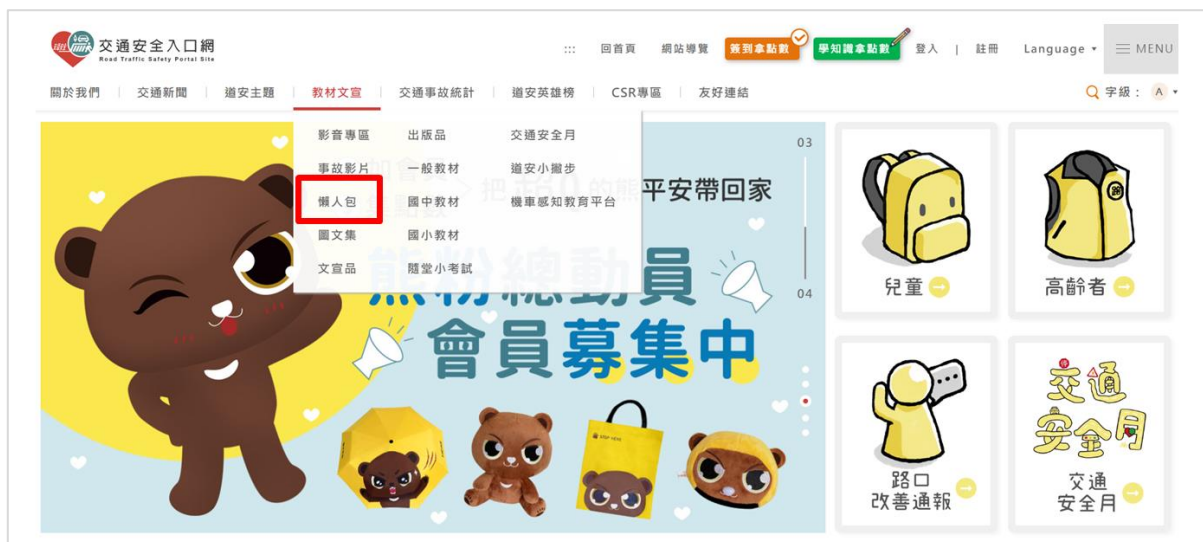 交通安全入口網
Road Traffic Safety Portal Site
::: 回首頁 網站導覽 簽到拿點數 學知識拿點數 登入 | 註冊 Language MENU
關於我們 交通新聞 道安主題 教材文宣 交通事故統計 道安英雄榜 CSR專區 友好連結 字級： A
影音專區 出版品 交通安全月
事故影片 一般教材 道安小撇步
懶人包 國中教材 機車感知教育平台
圖文集 國小教材
文宣品 隨堂小考試
平安帶回家
熊粉總動員
會員募集中
03
04
兒童
高齡者
路口
改善通報
交通
安全月
交通
安全月